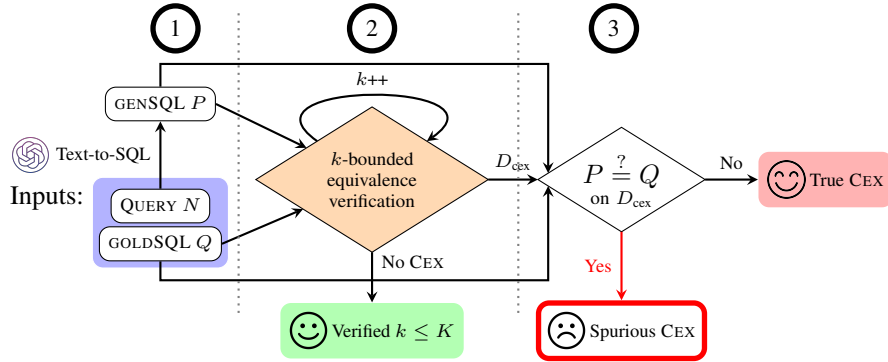 1
2
3
k++
GENSQL P
Text-to-SQL
Inputs:
QUERY N
GOLDSQL Q
k-bounded
equivalence
verification
D_cex
P ?= Q
on D_cex
No
True CEX
No CEX
Yes
Verified k ≤ K
Spurious CEX